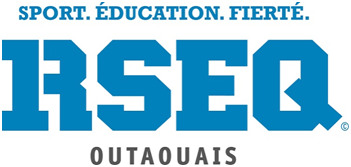 SPORT. ÉDUCATION. FIERTÉ.
RSEQ ©
OUTAOUAIS